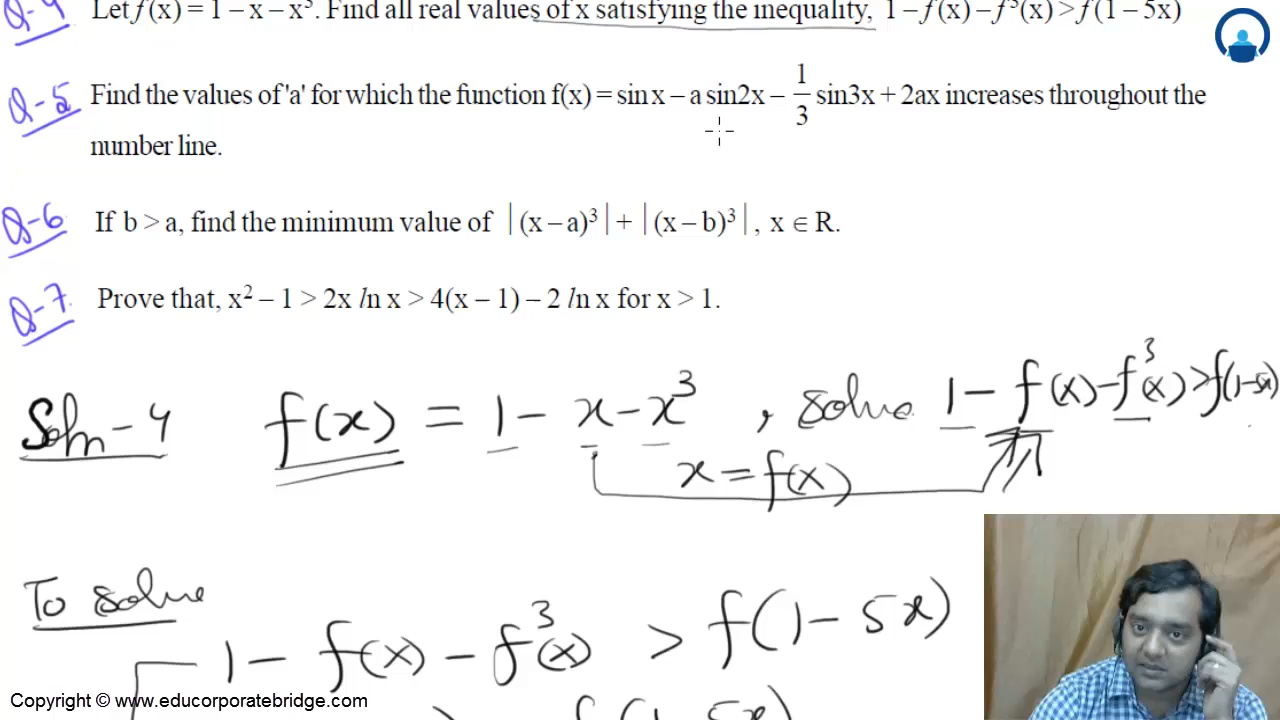 Q-4 Let f(x) = 1 – x – x³. Find all real values of x satisfying the inequality, 1 – f(x) – f³(x) > f(1 – 5x)
Q-5 Find the values of 'a' for which the function f(x) = sin x – a sin2x – 1/3 sin3x + 2ax increases throughout the
number line.
Q-6 If b > a, find the minimum value of |(x – a)³| + |(x – b)³|, x ∈ R.
Q-7 Prove that, x² – 1 > 2x ln x > 4(x – 1) – 2 ln x for x > 1.
Soln - 4 f(x) = 1 - x - x³, solve 1 - f(x) - f³(x) > f(1-5x)
x = f(x)
To solve
1 - f(x) - f³(x) > f(1 - 5x)
> f(1 - 5x)
Copyright © www.educorporatebridge.com